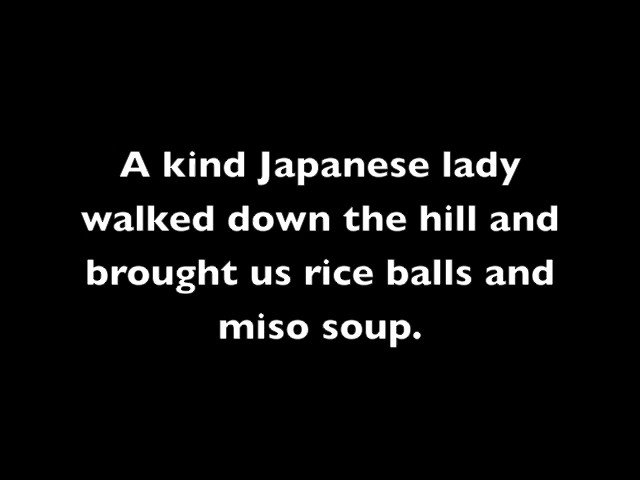 A kind Japanese lady
walked down the hill and
brought us rice balls and
miso soup.